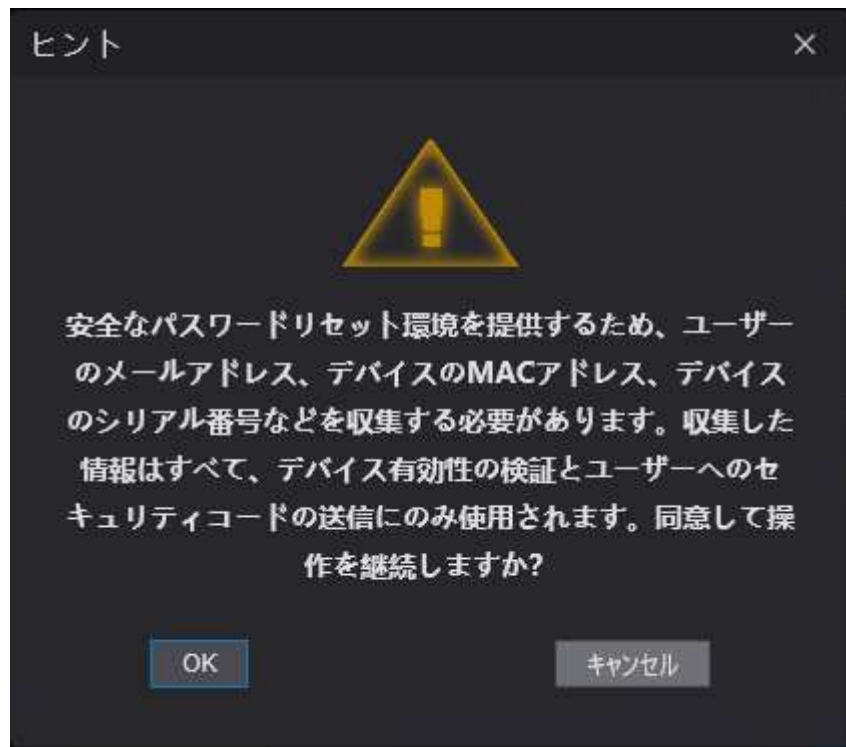 ヒント
安全なパスワードリセット環境を提供するため、ユーザー
のメールアドレス、デバイスのMACアドレス、デバイス
のシリアル番号などを収集する必要があります。収集した
情報はすべて、デバイス有効性の検証とユーザーへのセ
キュリティコードの送信にのみ使用されます。同意して操
作を継続しますか?
OK
キャンセル